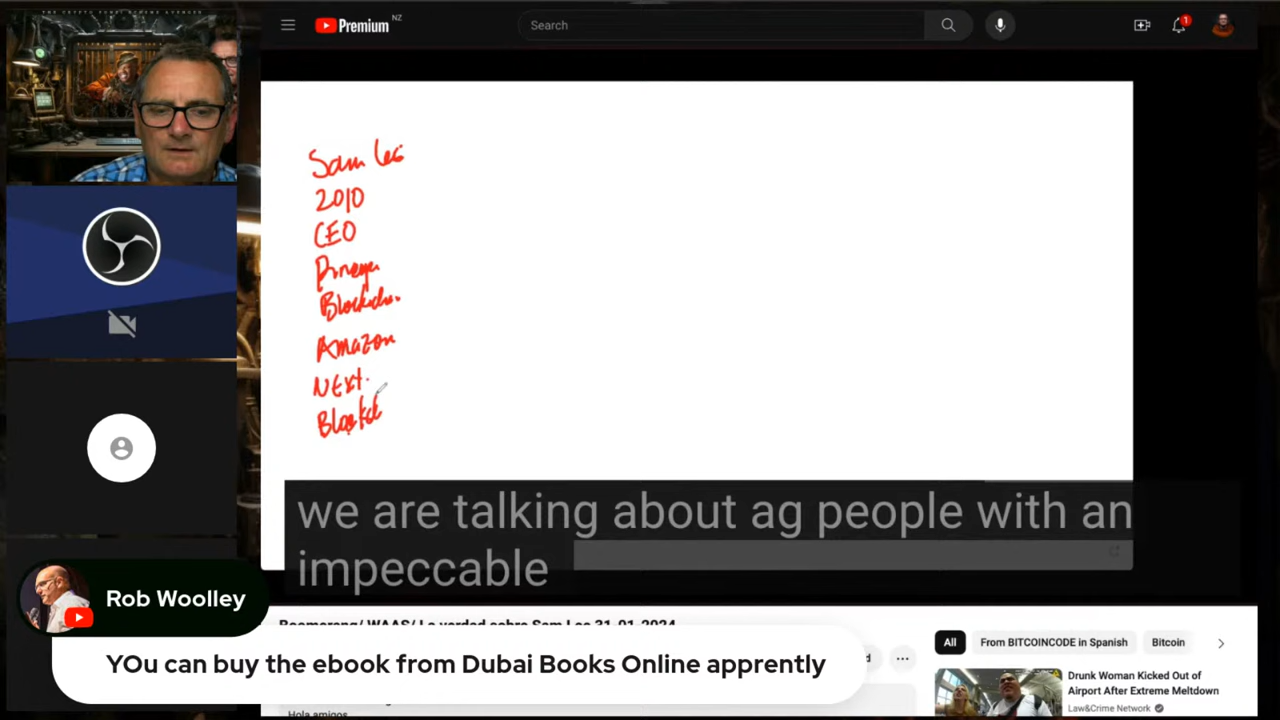 Premium NZ
Search
1
Sam Lee
2010
CEO
Amazon
Next.
we are talking about ag people with an
impeccable
Rob Woolley
YOu can buy the ebook from Dubai Books Online apprently
Boomerang/ WAAS/ La verdad sobre Sam Lee 31-01-2024
All
From BITCOINCODE in Spanish
Bitcoin
Drunk Woman Kicked Out of
Airport After Extreme Meltdown
Law&Crime Network
Hola amigos